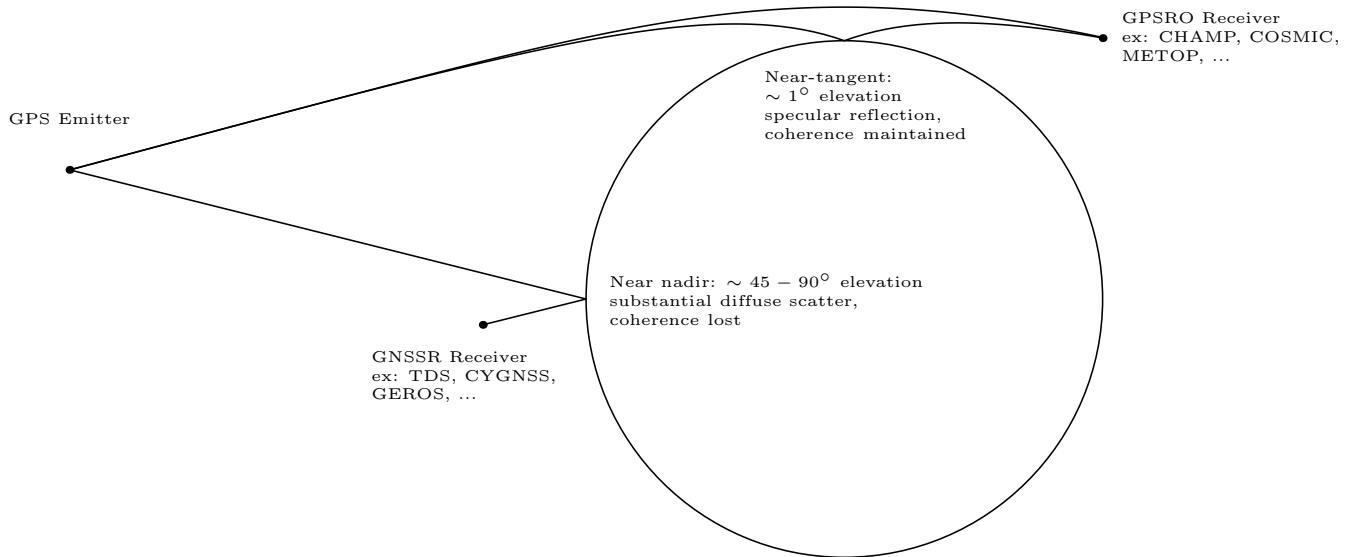 GPSRO Receiver
ex: CHAMP, COSMIC,
METOP, ...
Near-tangent:
∼ 1° elevation
specular reflection,
coherence maintained
GPS Emitter
Near nadir: ∼ 45 − 90° elevation
substantial diffuse scatter,
coherence lost
GNSSR Receiver
ex: TDS, CYGNSS,
GEROS, ...